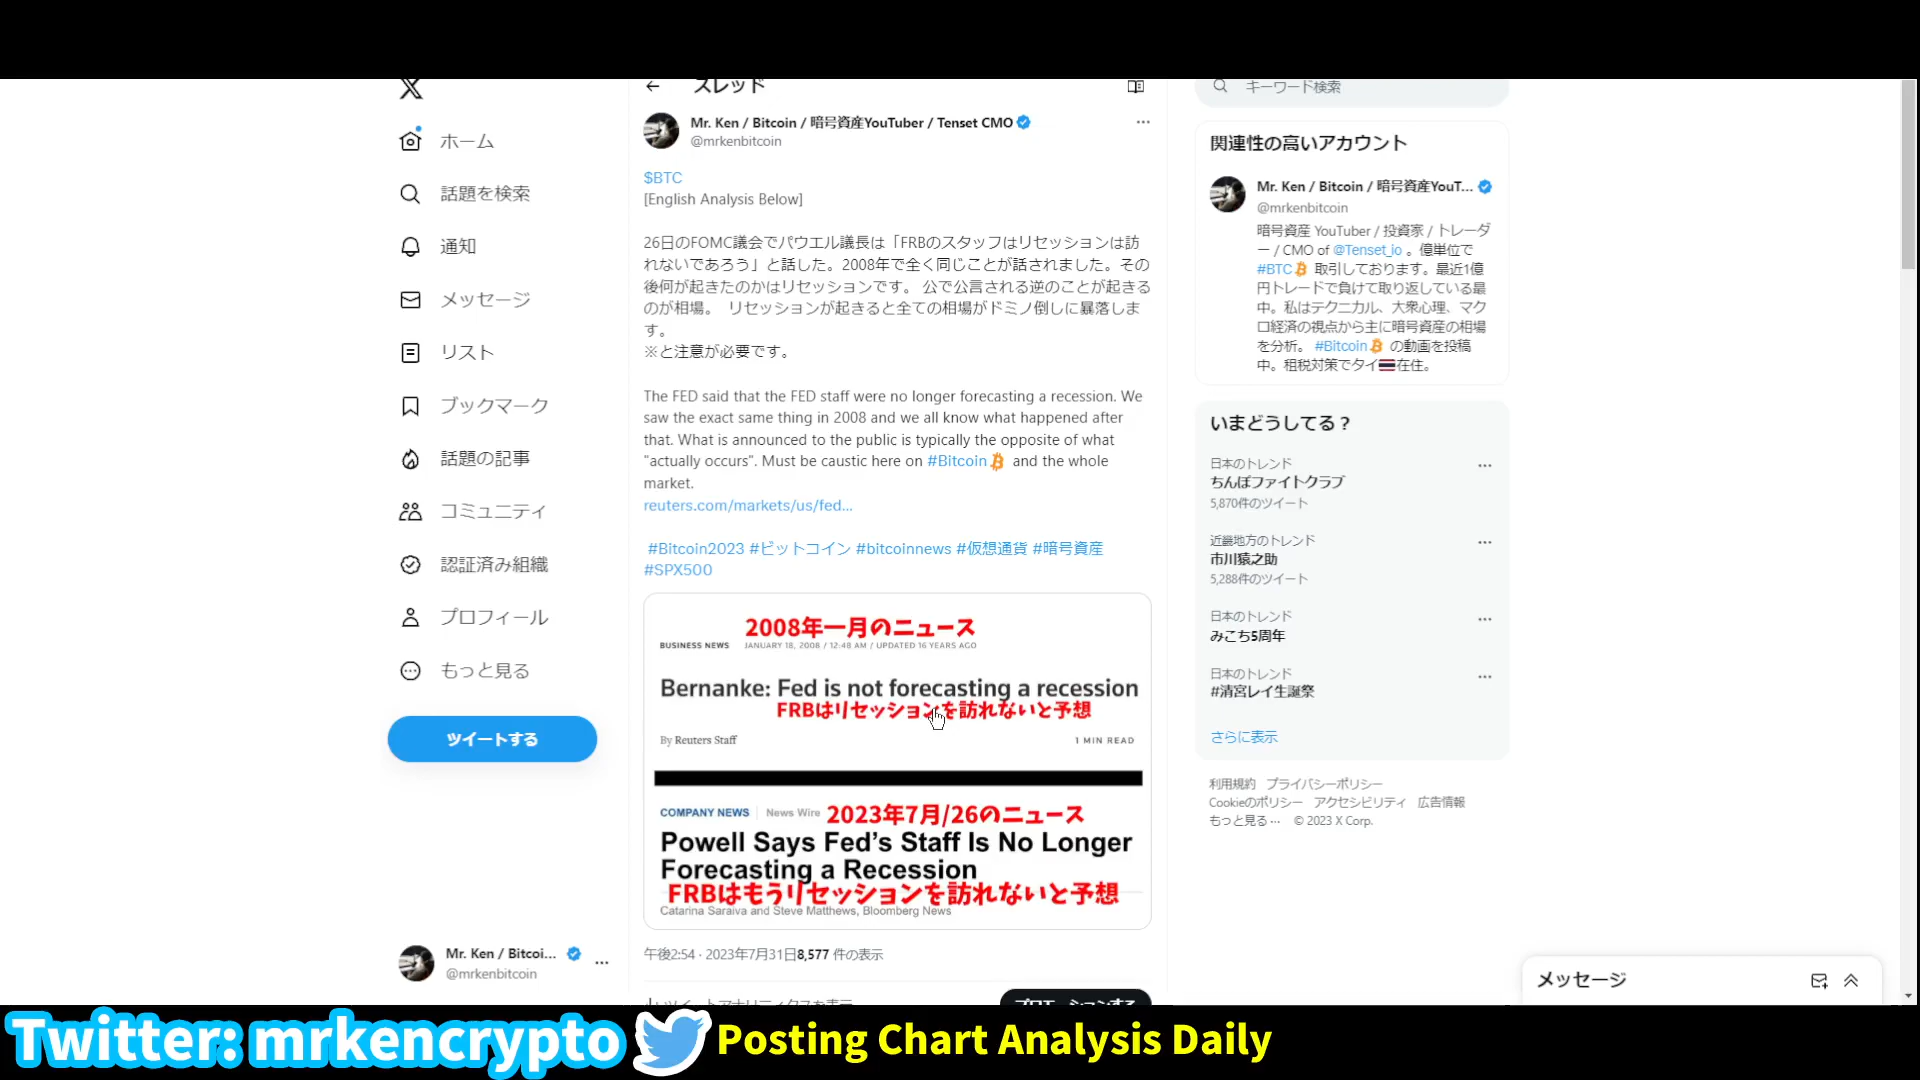 ホーム
話題を検索
通知
メッセージ
リスト
ブックマーク
話題の記事
コミュニティ
認証済み組織
プロフィール
もっと見る
ツイートする
Mr. Ken / Bitcoi...
@mrkenbitcoin
スレッド
Mr. Ken / Bitcoin / 暗号資産YouTuber / Tenset CMO
@mrkenbitcoin
$BTC
[English Analysis Below]
26日のFOMC議会でパウエル議長は「FRBのスタッフはリセッションは訪
れないであろう」と話した。2008年で全く同じことが話されました。その
後何が起きたのかはリセッションです。 公で公言される逆のことが起きる
のが相場。 リセッションが起きると全ての相場がドミノ倒しに暴落しま
す。
※と注意が必要です。
The FED said that the FED staff were no longer forecasting a recession. We
saw the exact same thing in 2008 and we all know what happened after
that. What is announced to the public is typically the opposite of what
"actually occurs". Must be caustic here on #Bitcoin and the whole
market.
reuters.com/markets/us/fed...
#Bitcoin2023 #ビットコイン #bitcoinnews #仮想通貨 #暗号資産
#SPX500
2008年一月のニュース
BUSINESS NEWS JANUARY 18, 2008 / 12:48 AM / UPDATED 16 YEARS AGO
Bernanke: Fed is not forecasting a recession
FRBはリセッションを訪れないと予想
By Reuters Staff 1 MIN READ
COMPANY NEWS News Wire 2023年7月/26のニュース
Powell Says Fed's Staff Is No Longer
Forecasting a Recession
FRBはもうリセッションを訪れないと予想
Catarina Saraiva and Steve Matthews, Bloomberg News
午後2:54 · 2023年7月31日8,577 件の表示
キーワード検索
関連性の高いアカウント
Mr. Ken / Bitcoin / 暗号資産YouT...
@mrkenbitcoin
暗号資産 YouTuber / 投資家 / トレーダ
ー / CMO of @Tenset_io 。億単位で
#BTC 取引しております。最近1億
円トレードで負けて取り返している最
中。私はテクニカル、大衆心理、マク
ロ経済の視点から主に暗号資産の相場
を分析。 #Bitcoin の動画を投稿
中。租税対策でタイ在住。
いまどうしてる？
日本のトレンド
ちんぽファイトクラブ
5,870件のツイート
近畿地方のトレンド
市川猿之助
5,288件のツイート
日本のトレンド
みこち5周年
日本のトレンド
#清宮レイ生誕祭
さらに表示
利用規約 プライバシーポリシー
Cookieのポリシー アクセシビリティ 広告情報
もっと見る ··· © 2023 X Corp.
メッセージ
Twitter: mrkencrypto Posting Chart Analysis Daily